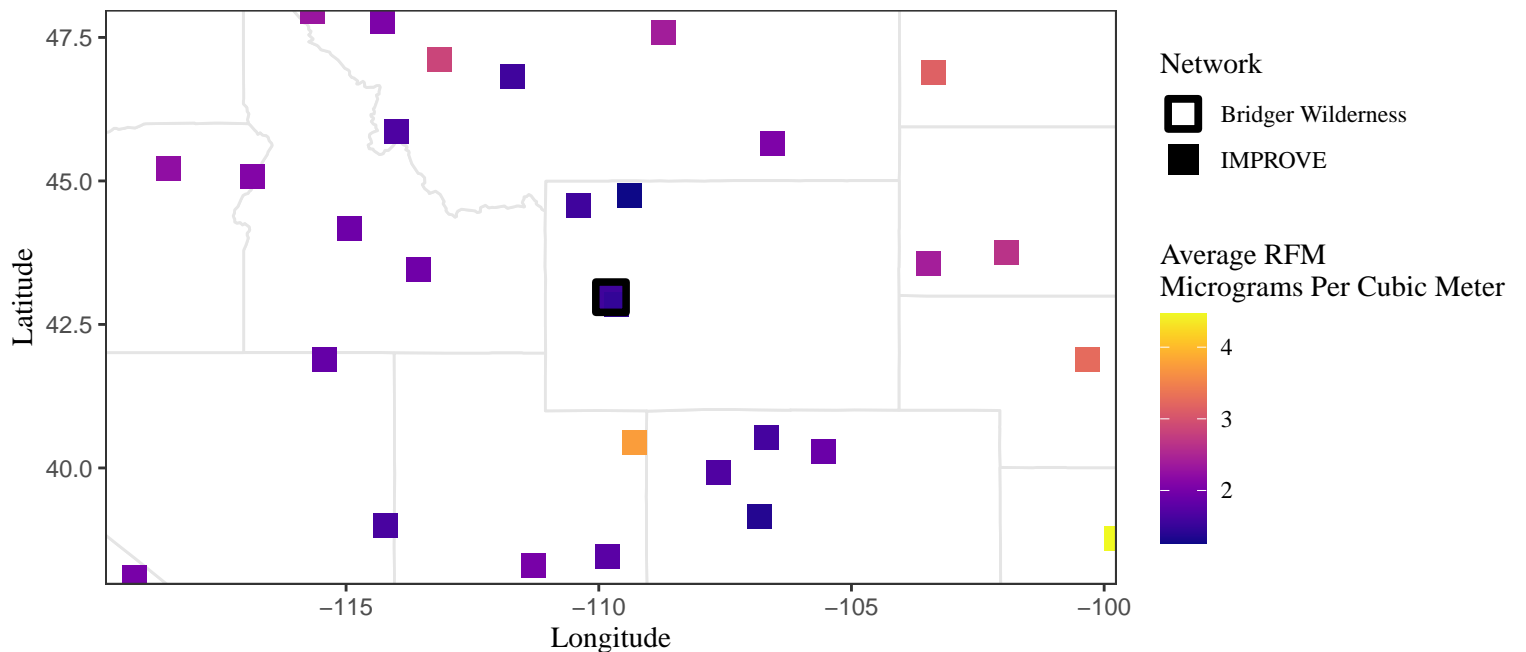 47.5
45.0
42.5
40.0
Latitude
−115
−110
−105
−100
Longitude
Network
Bridger Wilderness
IMPROVE
Average RFM
Micrograms Per Cubic Meter
4
3
2